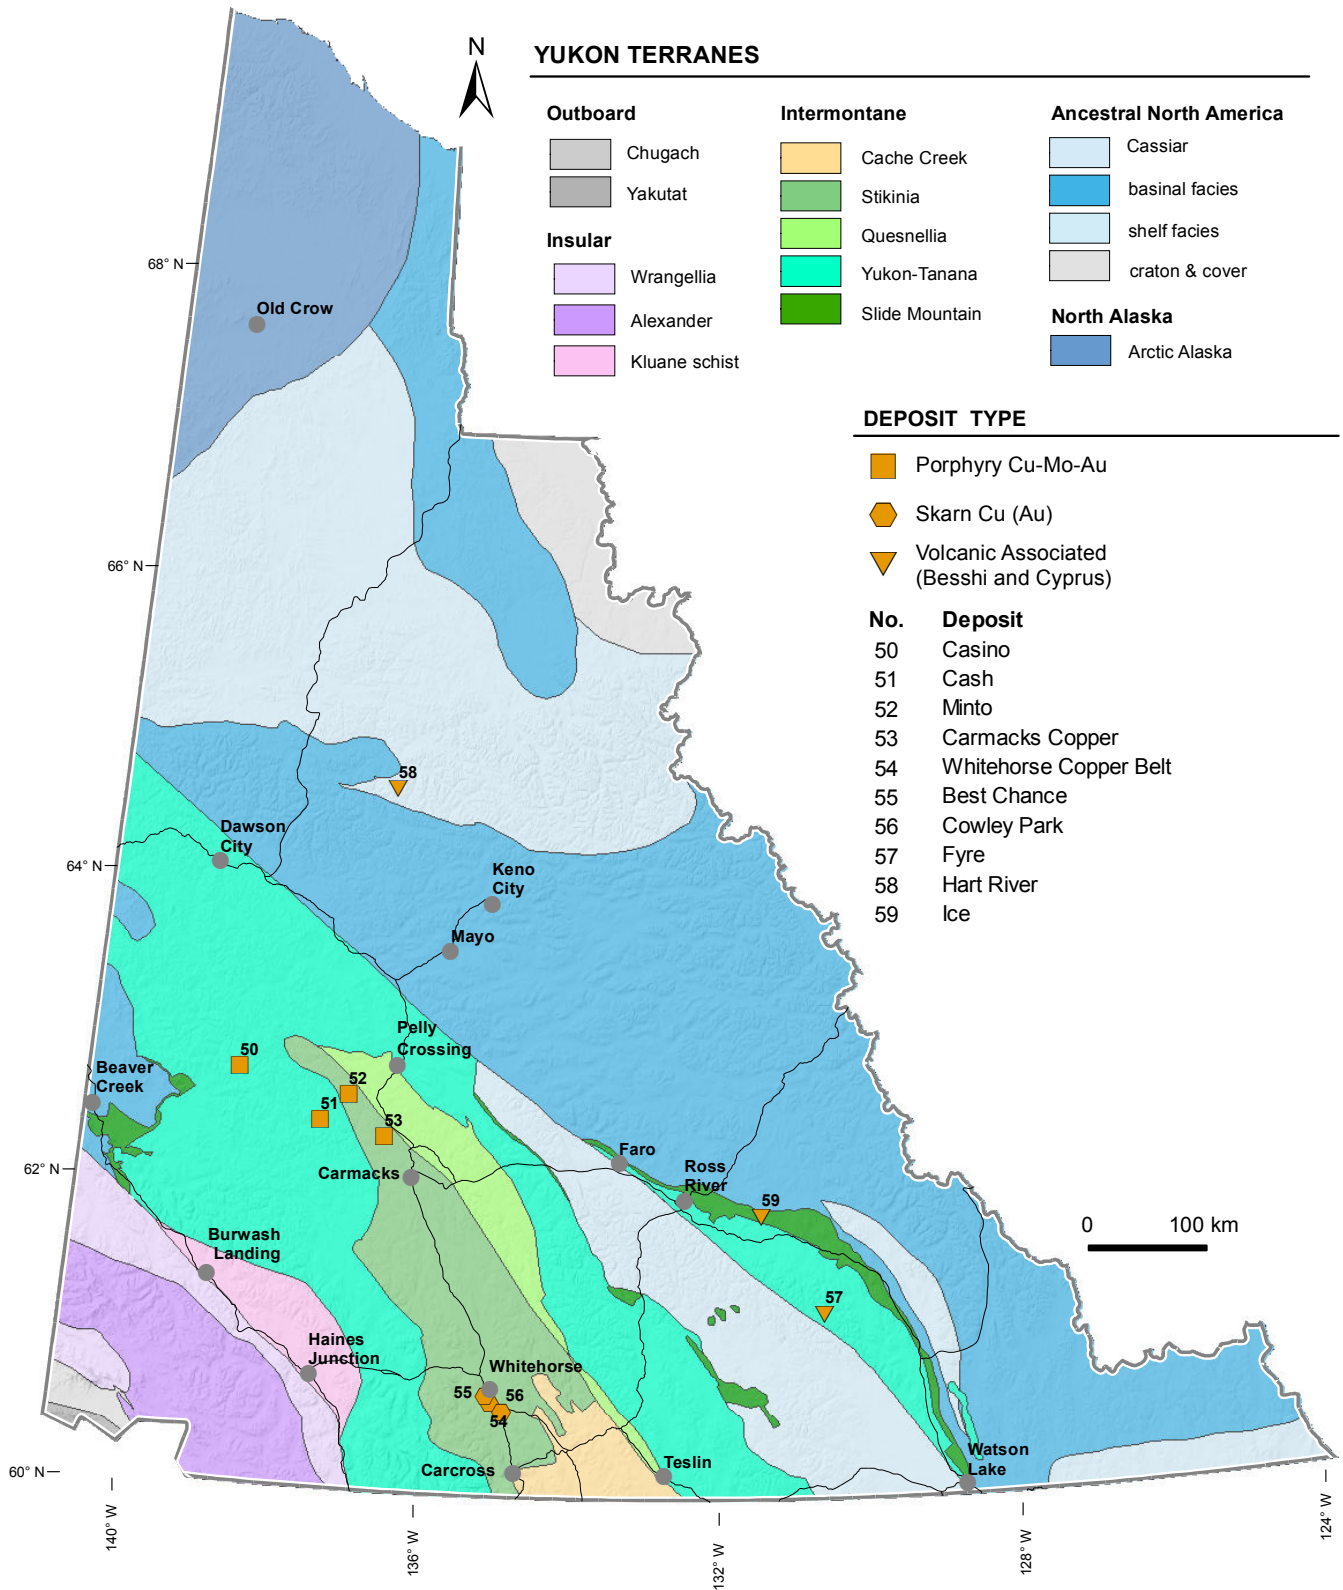 N
YUKON TERRANES
Outboard
Chugach
Yakutat
Insular
Wrangellia
Alexander
Kluane schist
Intermontane
Cache Creek
Stikinia
Quesnellia
Yukon-Tanana
Slide Mountain
Ancestral North America
Cassiar
basinal facies
shelf facies
craton & cover
North Alaska
Arctic Alaska
DEPOSIT TYPE
Porphyry Cu-Mo-Au
Skarn Cu (Au)
Volcanic Associated
(Besshi and Cyprus)
No. Deposit
50 Casino
51 Cash
52 Minto
53 Carmacks Copper
54 Whitehorse Copper Belt
55 Best Chance
56 Cowley Park
57 Fyre
58 Hart River
59 Ice
68° N
Old Crow
66° N
58
Dawson
City
64° N
Keno
City
Mayo
Pelly
Crossing
50
Beaver
Creek
52
51
53
Faro
62° N
Carmacks
Ross
River
59
0 100 km
Burwash
Landing
57
Haines
Junction
Whitehorse
55
56
54
60° N
Carcross
Teslin
Watson
Lake
140° W
136° W
132° W
128° W
124° W